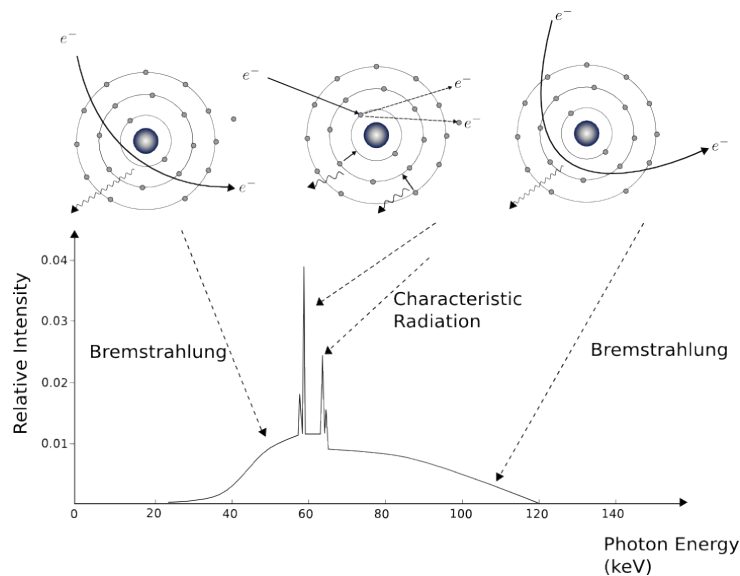 e⁻
e⁻
e⁻
e⁻
e⁻
e⁻
e⁻
Relative Intensity
0.04
0.03
0.02
0.01
Characteristic
Radiation
Bremstrahlung
Bremstrahlung
0
20
40
60
80
100
120
140
Photon Energy
(keV)